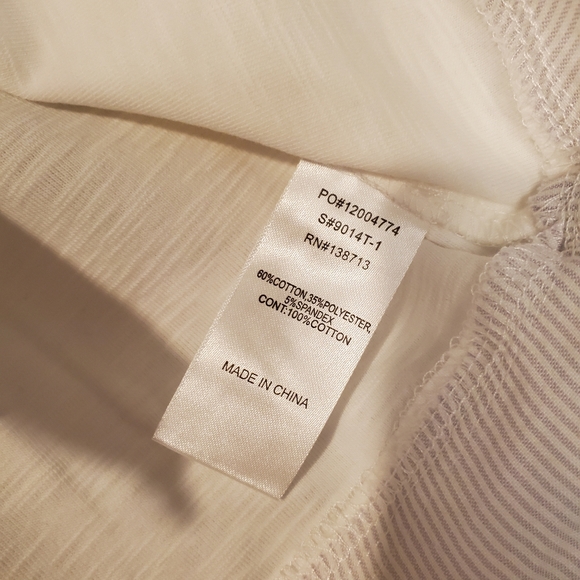 PO#12004774
S#9014T-1
RN#138713
60%COTTON,35%POLYESTER,
5%SPANDEX
CONT:100%COTTON
MADE IN CHINA